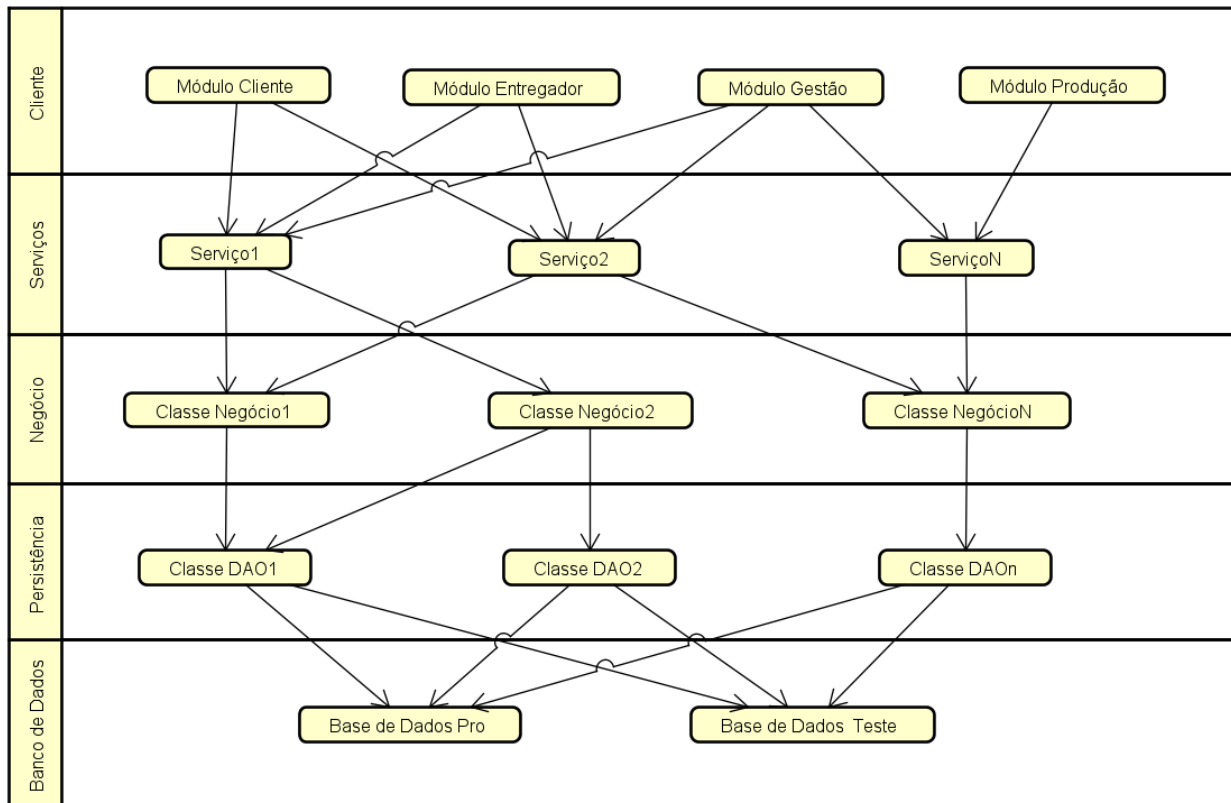 Cliente
Módulo Cliente
Módulo Entregador
Módulo Gestão
Módulo Produção
Serviços
Serviço1
Serviço2
ServiçoN
Negócio
Classe Negócio1
Classe Negócio2
Classe NegócioN
Persistência
Classe DAO1
Classe DAO2
Classe DAOn
Banco de Dados
Base de Dados Pro
Base de Dados  Teste